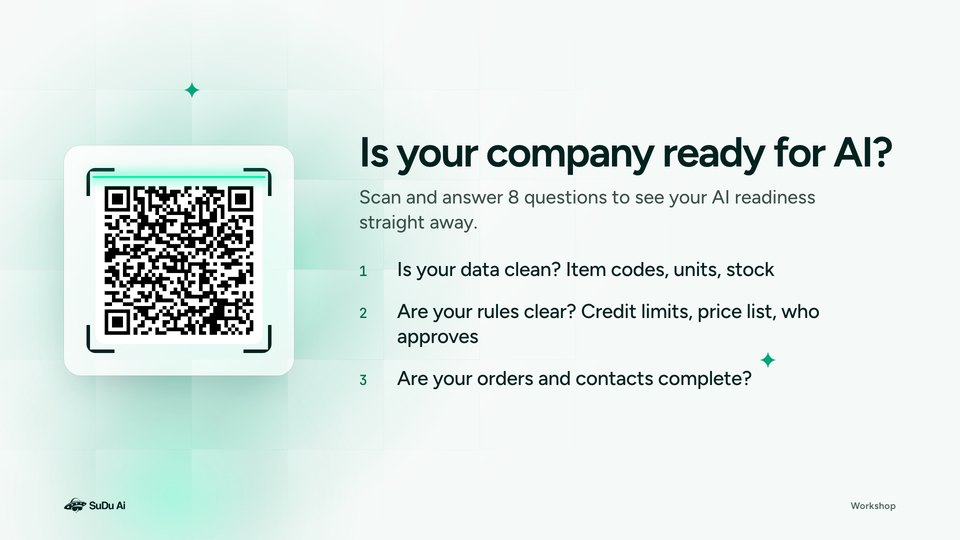 Is your company ready for AI?
Scan and answer 8 questions to see your AI readiness
straight away.
1 Is your data clean? Item codes, units, stock
2 Are your rules clear? Credit limits, price list, who
approves
3 Are your orders and contacts complete?
SuDu Ai
Workshop